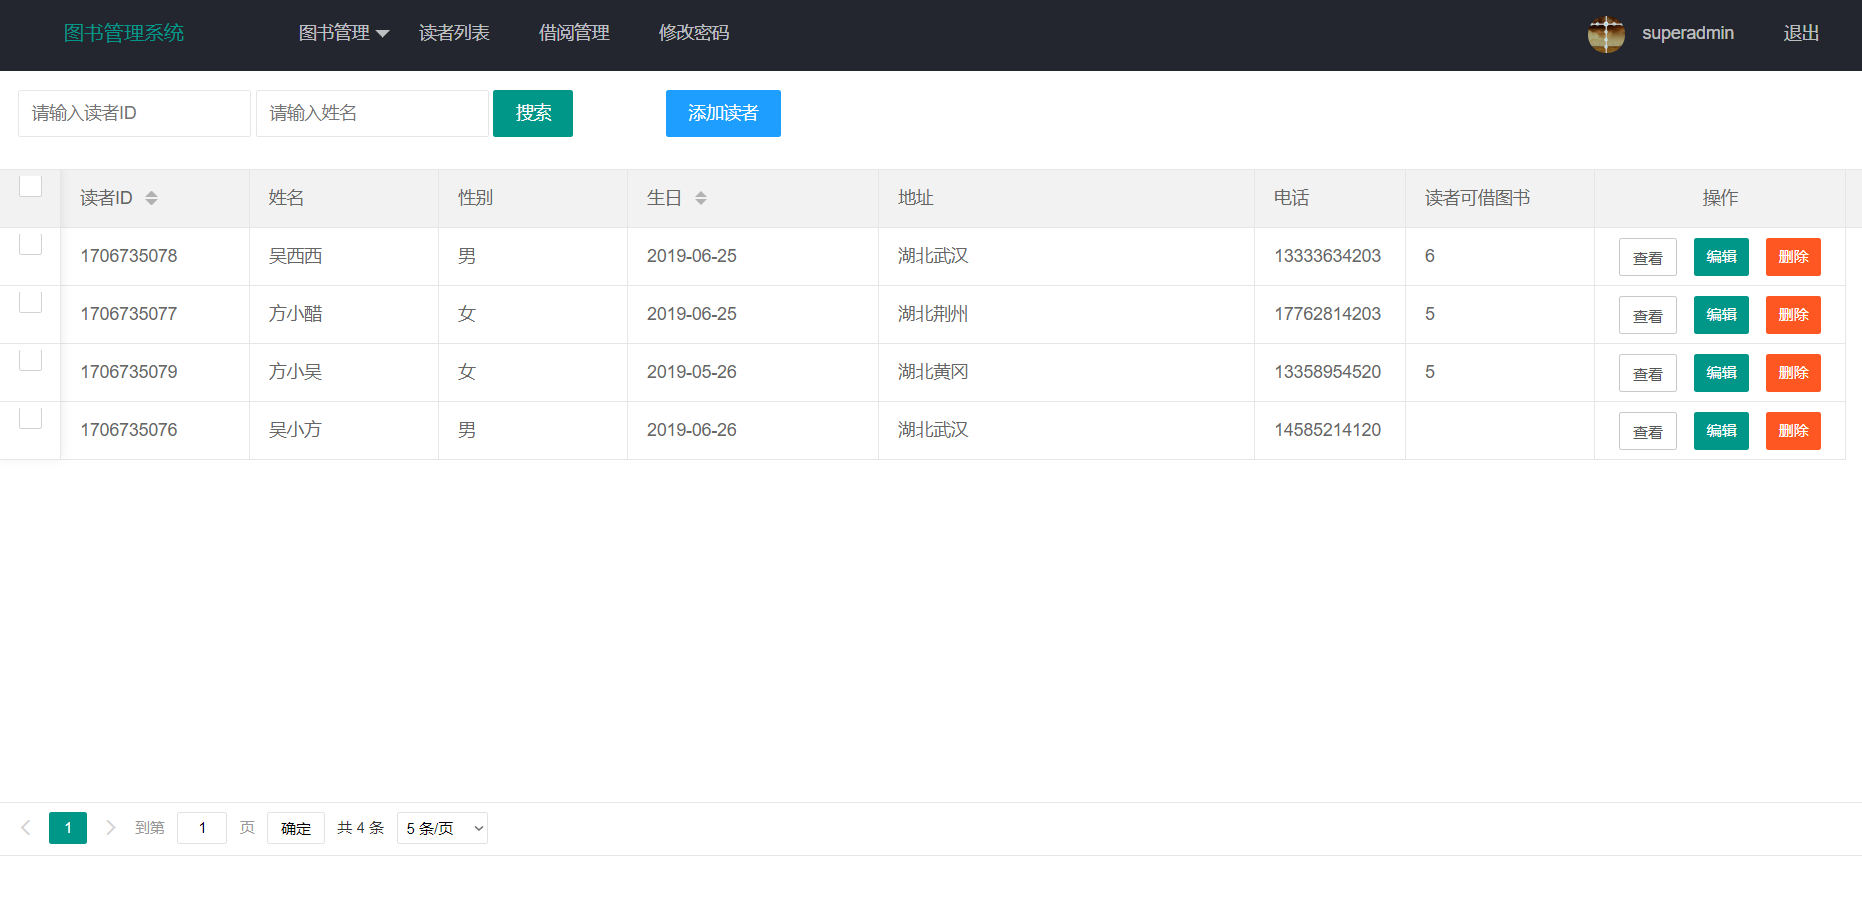 图书管理系统 图书管理 读者列表 借阅管理 修改密码 superadmin 退出
请输入读者ID 请输入姓名 搜索 添加读者
读者ID 姓名 性别 生日 地址 电话 读者可借图书 操作
1706735078 吴西西 男 2019-06-25 湖北武汉 13333634203 6 查看 编辑 删除
1706735077 方小醋 女 2019-06-25 湖北荆州 17762814203 5 查看 编辑 删除
1706735079 方小吴 女 2019-05-26 湖北黄冈 13358954520 5 查看 编辑 删除
1706735076 吴小方 男 2019-06-26 湖北武汉 14585214120 查看 编辑 删除
1 到第 1 页 确定 共 4 条 5 条/页